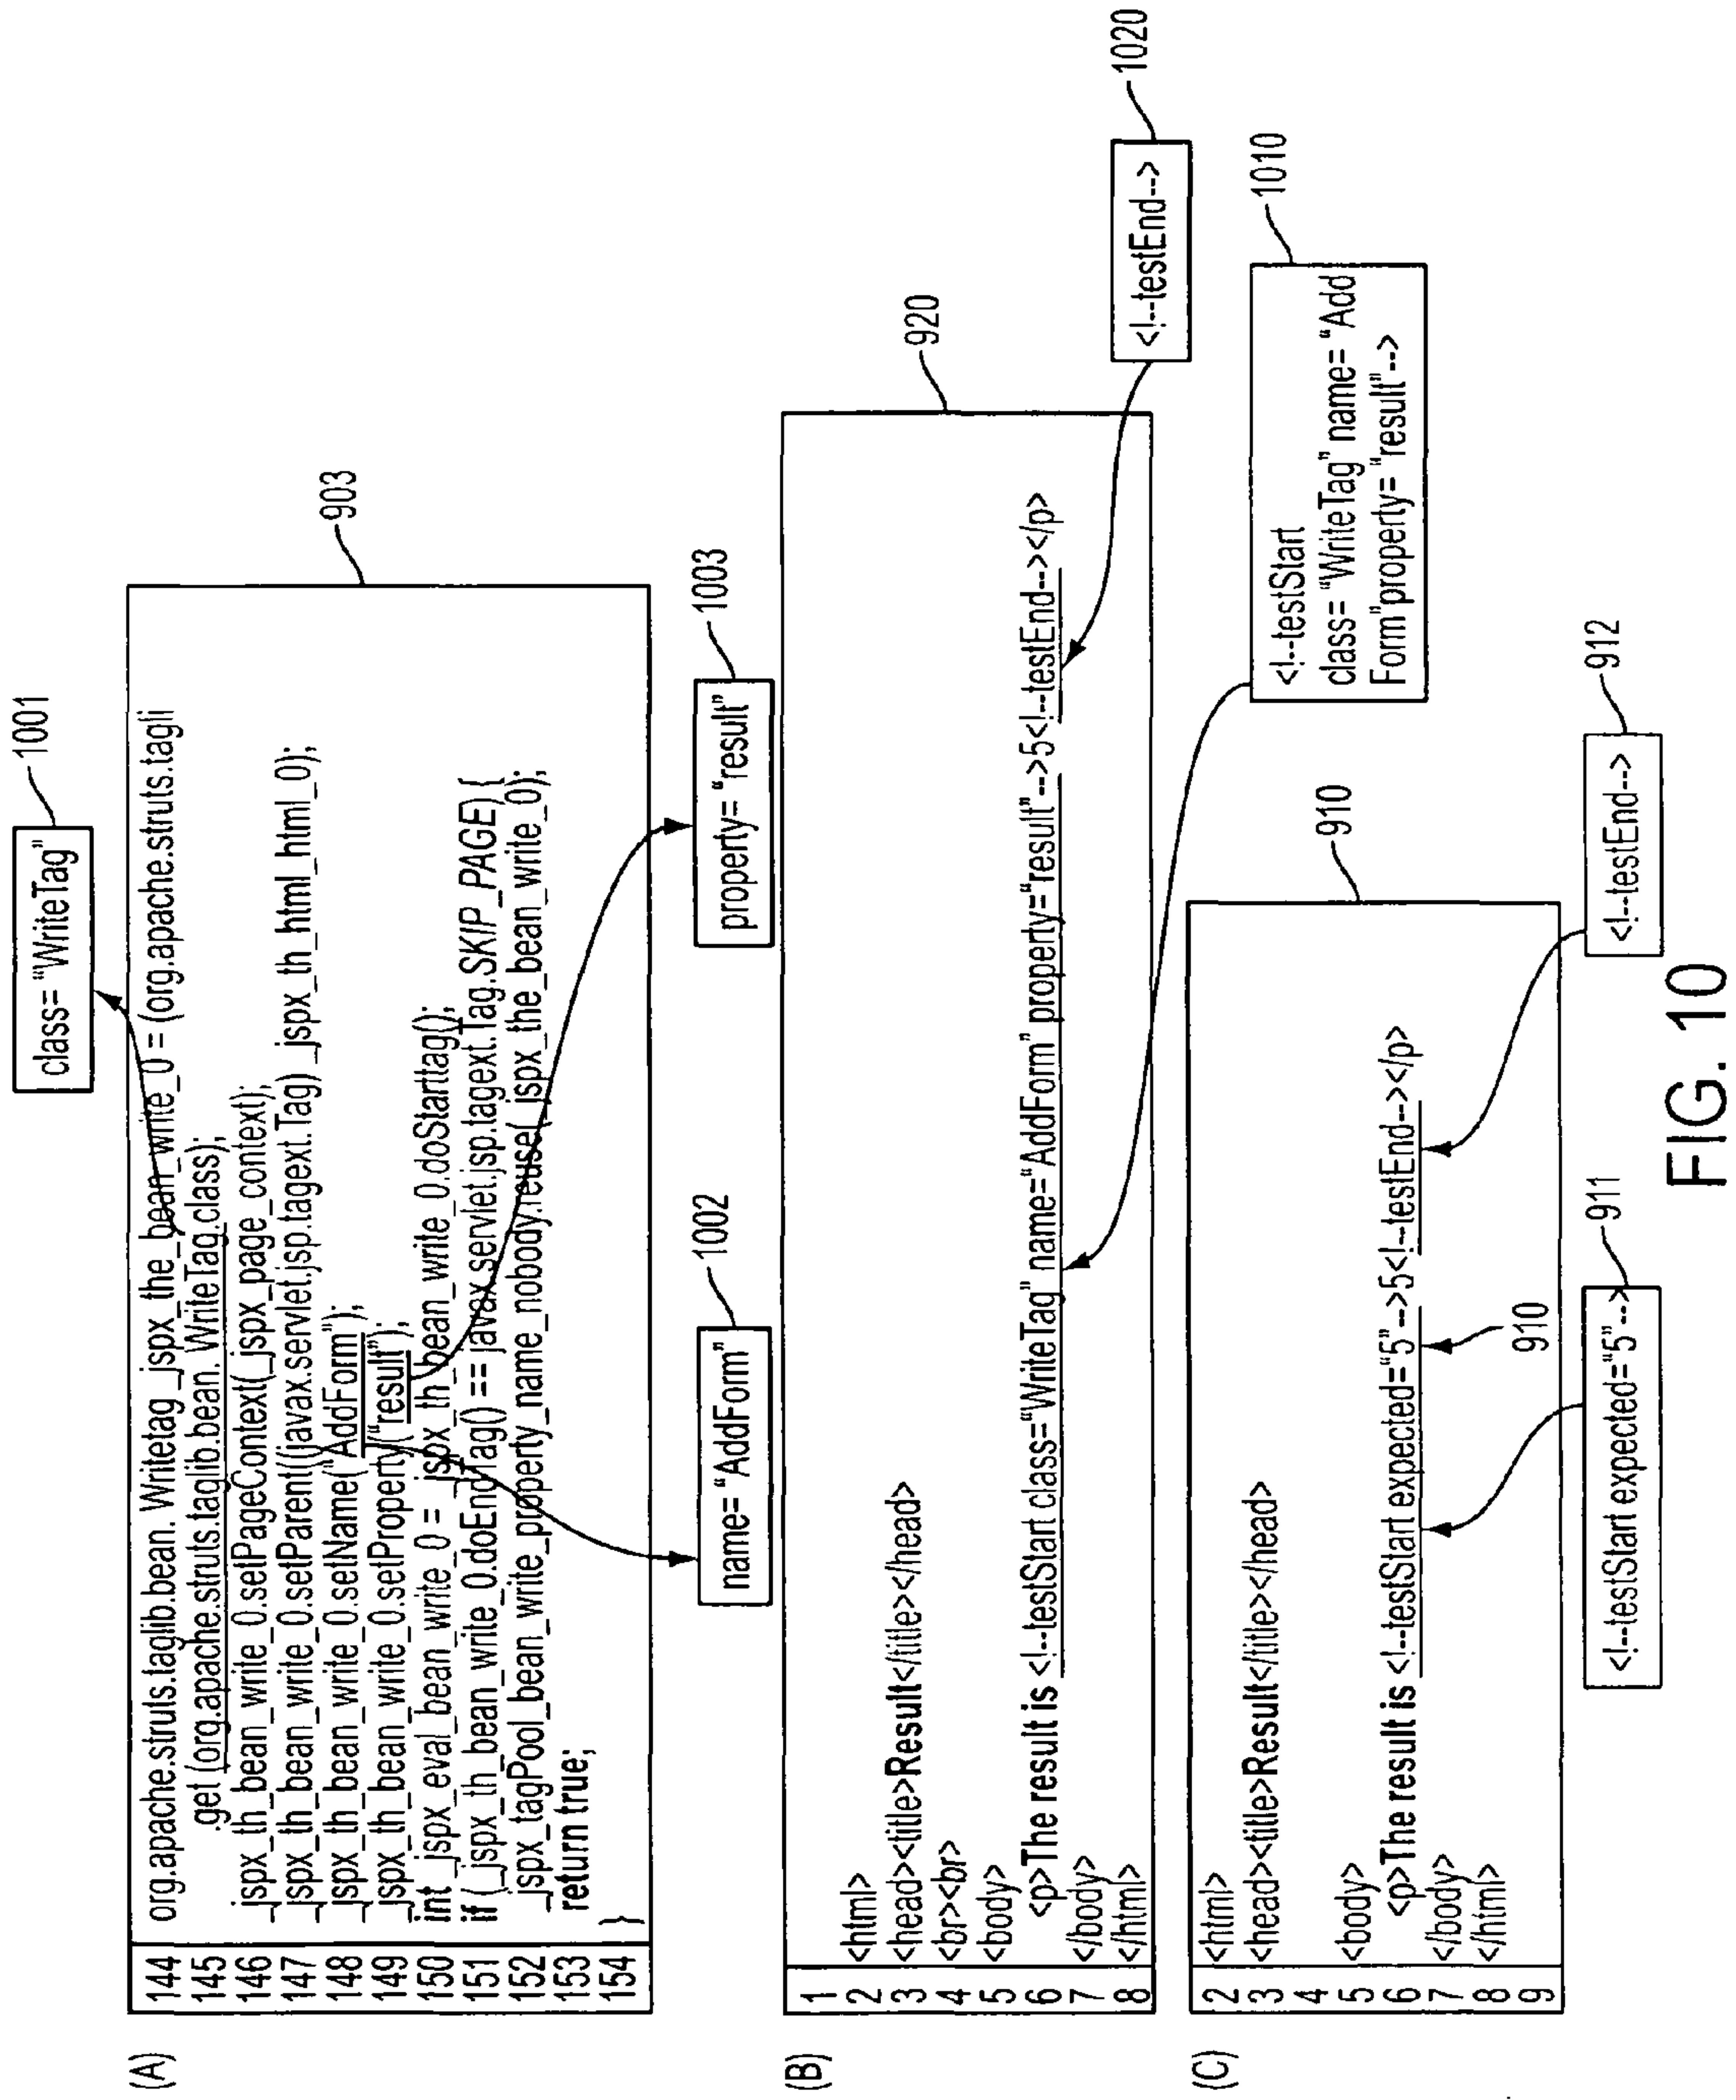 (A)
class="WriteTag"
1001
903
144 org.apache.struts.taglib.bean. Writetag _jspx_the_bean_write_0 = (org.apache.struts.tagli
145 .get (org.apache.struts.taglib.bean. WriteTag.class);
146 _jspx_th_bean_write_0.setPageContext(_jspx_page_context);
147 _jspx_th_bean_write_0.setParent((javax.servlet.jsp.tagext.Tag) _jspx_th_html_html_0);
148 _jspx_th_bean_write_0.setName("AddForm");
149 _jspx_th_bean_write_0.setProperty("result");
150 int _jspx_eval_bean_write_0 = _jspx_th_bean_write_0.doStarttag();
151 if (_jspx_th_bean_write_0.doEndTag() == javax.servlet.jsp.tagext.Tag.SKIP_PAGE) {
152 _jspx_tagPool_bean_write_property_name_nobody.reuse(_jspx_the_bean_write_0);
153 return true;
154 }
name="AddForm"
1002
property="result"
1003
(B)
920
1
2 <html>
3 <head><title>Result</title></head>
4 <br><br>
5 <body>
6 <p>The result is <!--testStart class="WriteTag" name="AddForm" property="result"-->5<!--testEnd--></p>
7 </body>
8 </html>
<!--testEnd-->
1020
<!--testStart
class="WriteTag" name="Add
Form"property="result"-->
1010
(C)
910
2 <html>
3 <head><title>Result</title></head>
4
5 <body>
6 <p>The result is <!--testStart expected="5"-->5<!--testEnd--></p>
7 </body>
8 </html>
9
910
<!--testStart expected="5"-->
911
<!--testEnd-->
912
FIG. 10